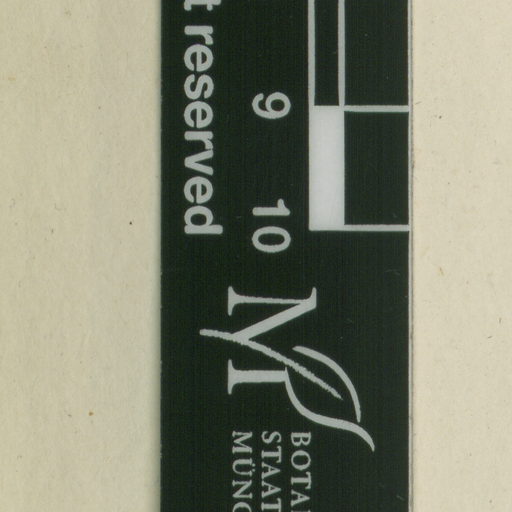 9 10
t reserved
M
BOTA
STAAT
MÜNC